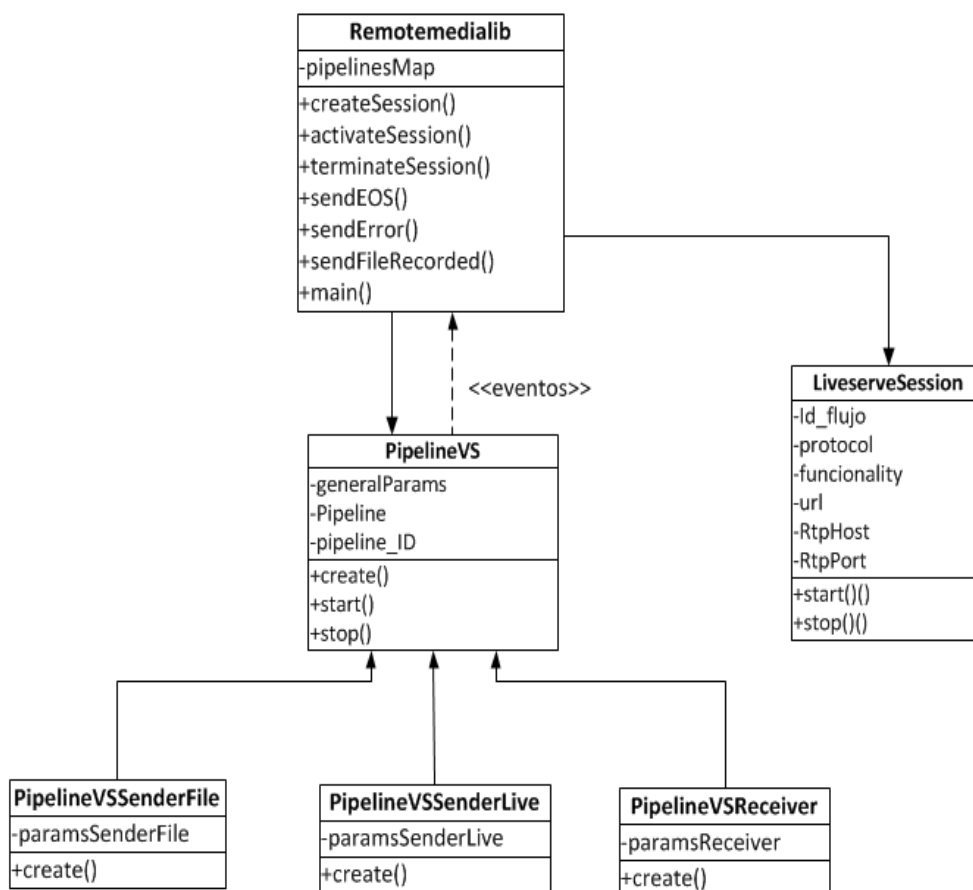 Remotemedialib
-pipelinesMap
+createSession()
+activateSession()
+terminateSession()
+sendEOS()
+sendError()
+sendFileRecorded()
+main()
<<eventos>>
LiveserveSession
-Id_flujo
-protocol
-funcionality
-url
-RtpHost
-RtpPort
+start()()
+stop()()
PipelineVS
-generalParams
-Pipeline
-pipeline_ID
+create()
+start()
+stop()
PipelineVSSenderFile
-paramsSenderFile
+create()
PipelineVSSenderLive
-paramsSenderLive
+create()
PipelineVSReceiver
-paramsReceiver
+create()